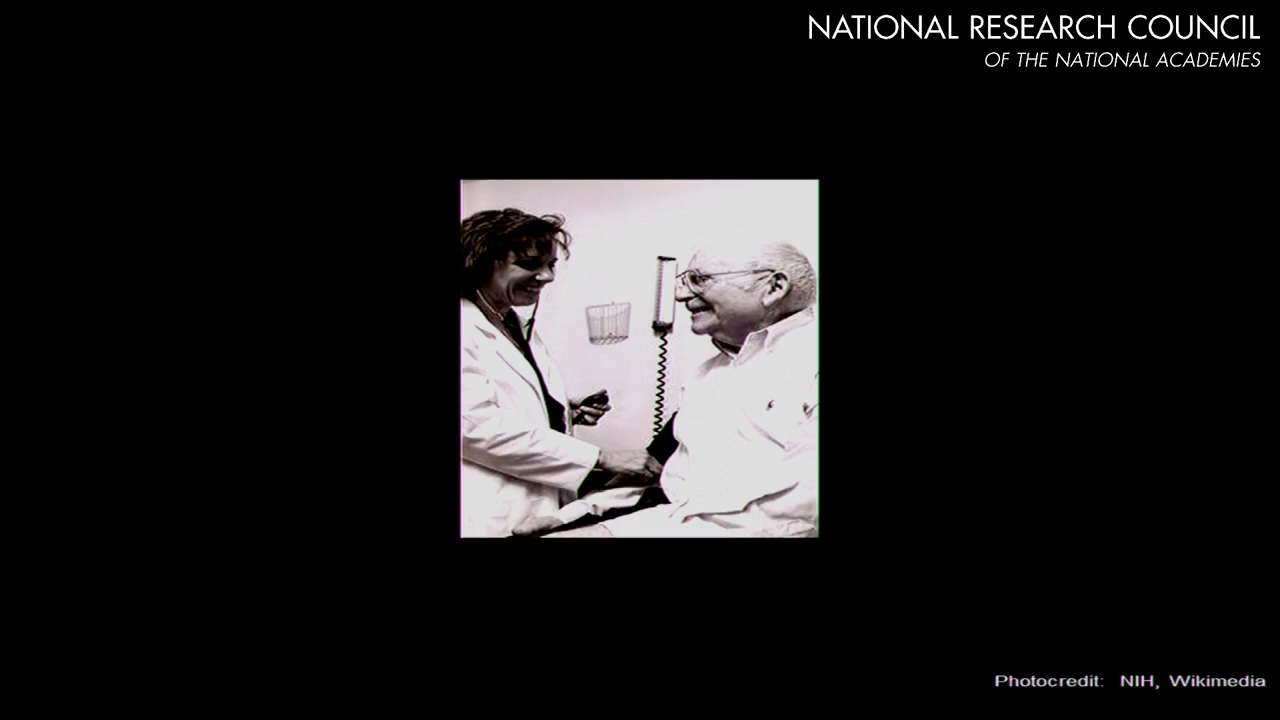 NATIONAL RESEARCH COUNCIL
OF THE NATIONAL ACADEMIES
Photocredit: NIH, Wikimedia